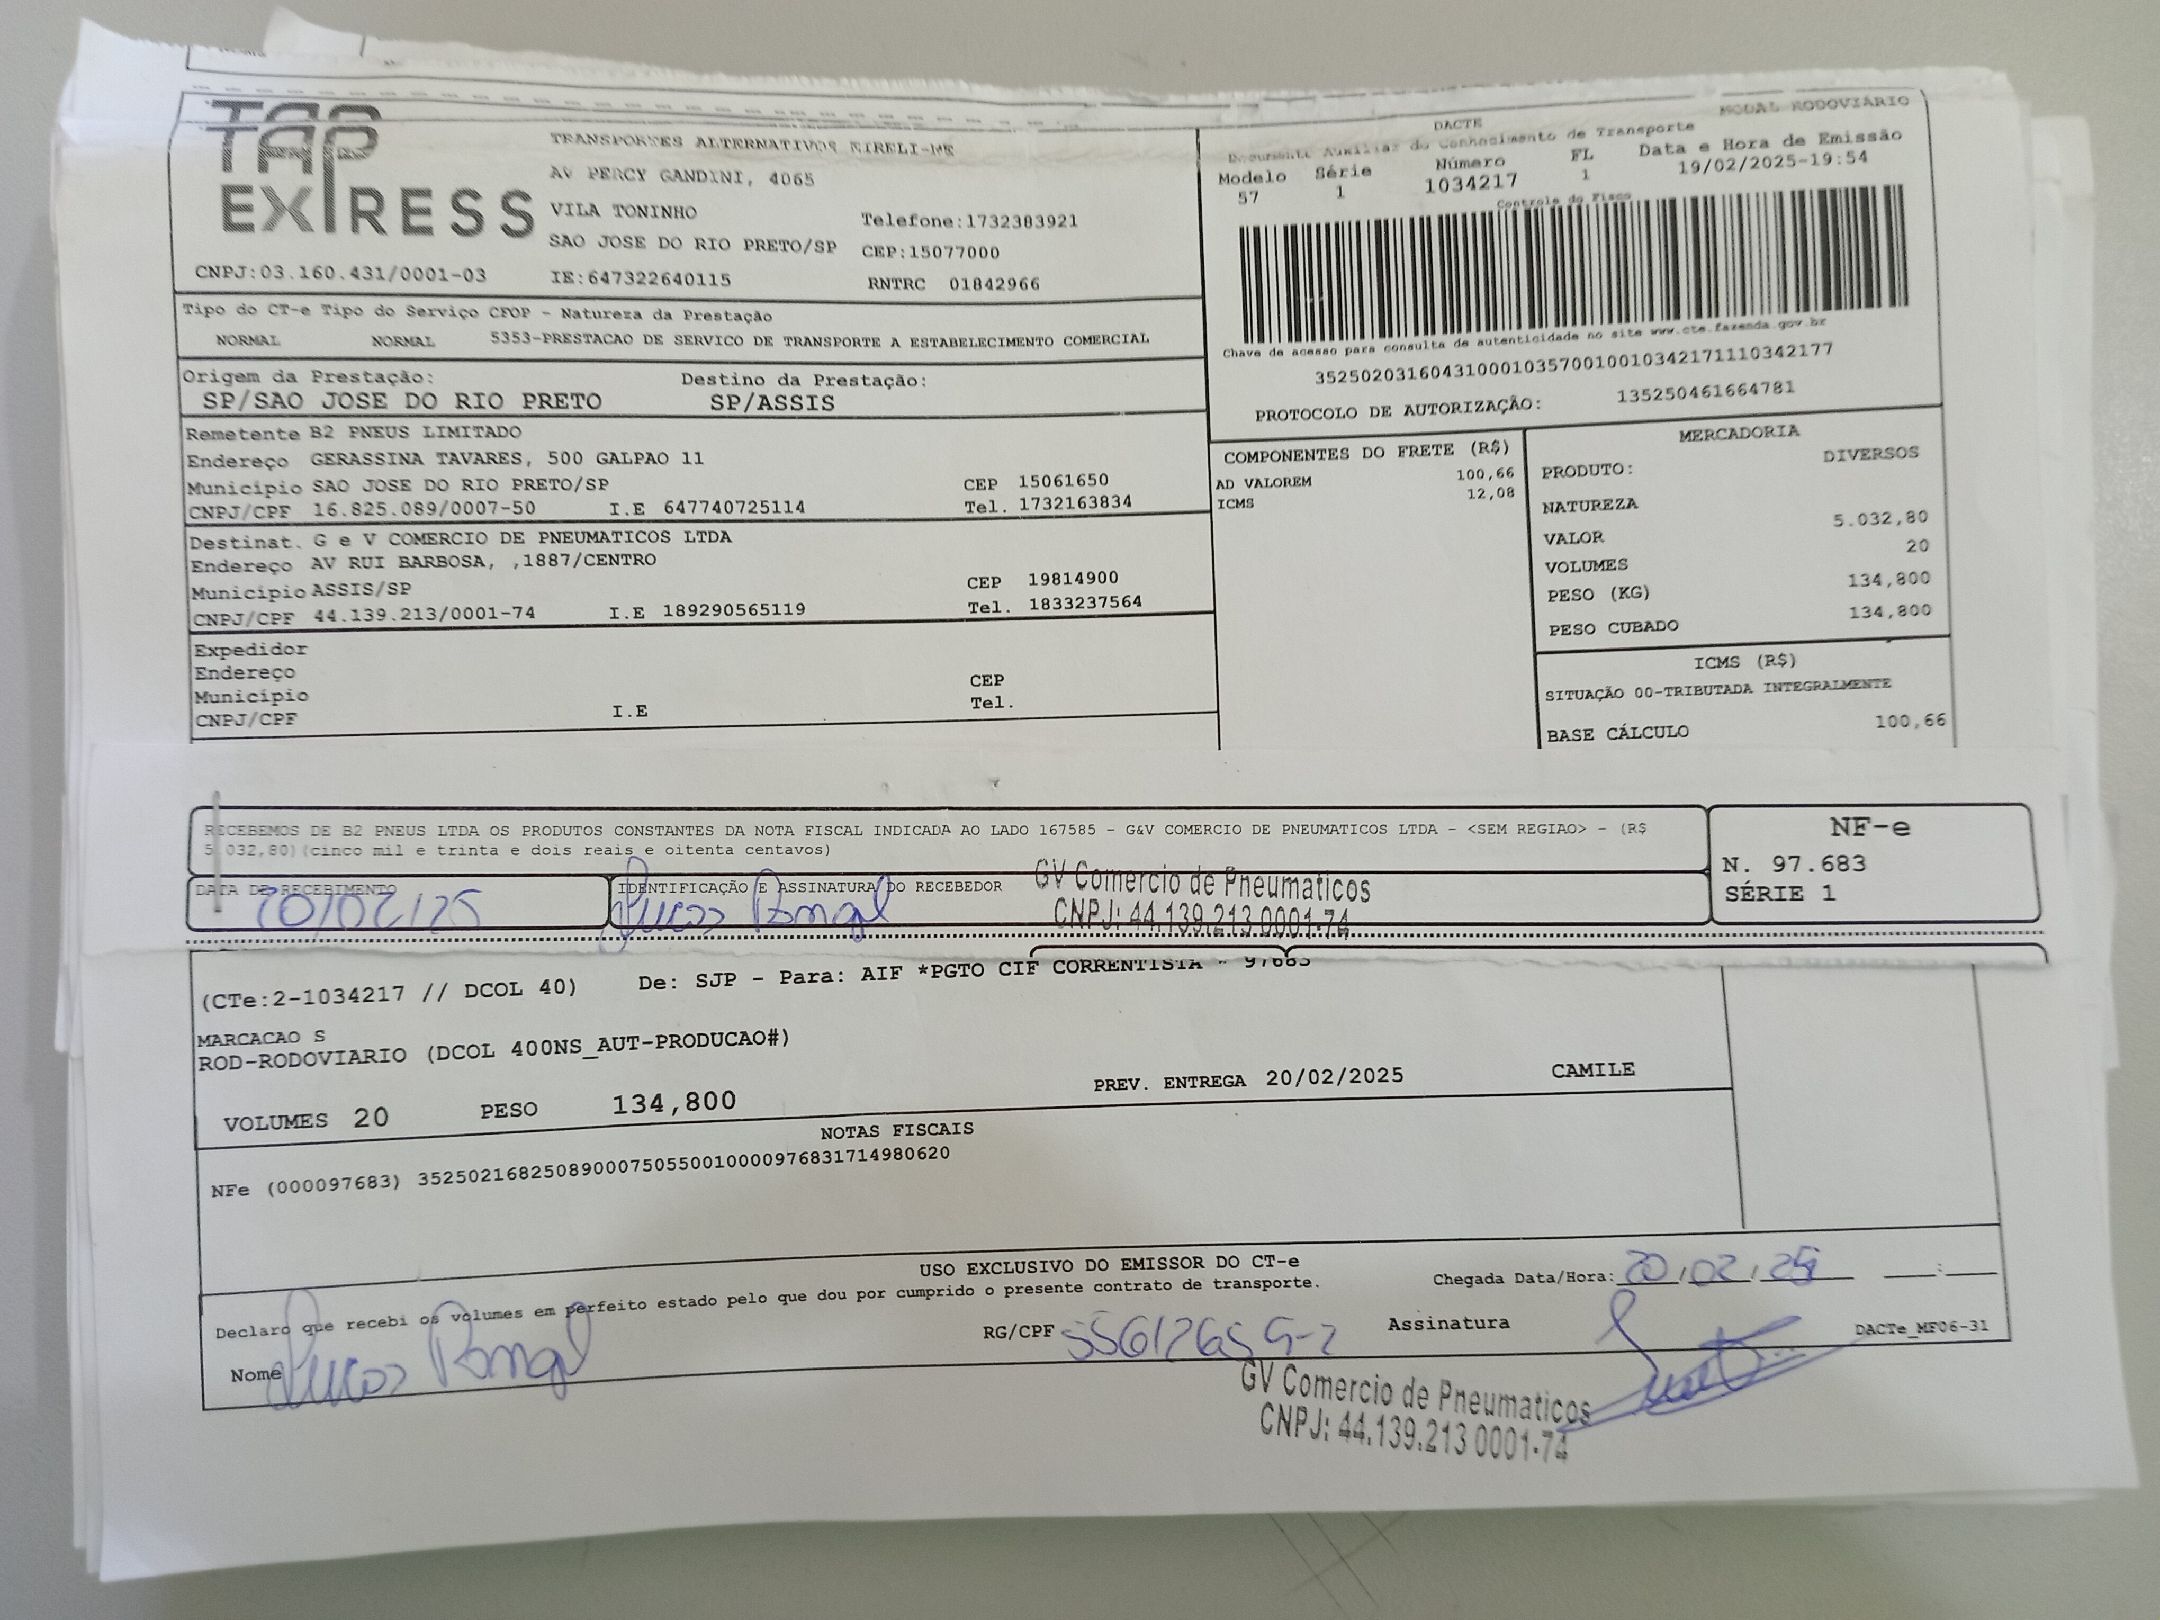 TAP
EXPRESS
TRANSPORTES ALTERNATIVOS EIRELI-ME
AV PERCY GANDINI, 4065
VILA TONINHO
Telefone:1732383921
SAO JOSE DO RIO PRETO/SP CEP:15077000
CNPJ:03.160.431/0001-03 IE:647322640115 RNTRC 01842966
DACTE MODAL RODOVIÁRIO
Documento Auxiliar do Conhecimento de Transporte
Modelo Série Número FL Data e Hora de Emissão
57 1 1034217 1 19/02/2025-19:54
Controle do Fisco
Chave de acesso para consulta de autenticidade no site www.cte.fazenda.gov.br
35250203160431000103570010010342171110342177
PROTOCOLO DE AUTORIZAÇÃO: 135250461664781
Tipo do CT-e Tipo do Serviço CFOP - Natureza da Prestação
NORMAL NORMAL 5353-PRESTACAO DE SERVICO DE TRANSPORTE A ESTABELECIMENTO COMERCIAL
Origem da Prestação: Destino da Prestação:
SP/SAO JOSE DO RIO PRETO SP/ASSIS
Remetente B2 PNEUS LIMITADO
Endereço GERASSINA TAVARES, 500 GALPAO 11
Município SAO JOSE DO RIO PRETO/SP CEP 15061650
CNPJ/CPF 16.825.089/0007-50 I.E 647740725114 Tel. 1732163834
Destinat. G e V COMERCIO DE PNEUMATICOS LTDA
Endereço AV RUI BARBOSA, ,1887/CENTRO
Município ASSIS/SP CEP 19814900
CNPJ/CPF 44.139.213/0001-74 I.E 189290565119 Tel. 1833237564
Expedidor
Endereço
Município CEP
CNPJ/CPF I.E Tel.
COMPONENTES DO FRETE (R$)
AD VALOREM 100,66
ICMS 12,08
MERCADORIA
PRODUTO: DIVERSOS
NATUREZA
VALOR 5.032,80
VOLUMES 20
PESO (KG) 134,800
PESO CUBADO 134,800
ICMS (R$)
SITUAÇÃO 00-TRIBUTADA INTEGRALMENTE
BASE CÁLCULO 100,66
RECEBEMOS DE B2 PNEUS LTDA OS PRODUTOS CONSTANTES DA NOTA FISCAL INDICADA AO LADO 167585 - G&V COMERCIO DE PNEUMATICOS LTDA - <SEM REGIAO> - (R$
5.032,80)(cinco mil e trinta e dois reais e oitenta centavos)
NF-e
N. 97.683
SÉRIE 1
DATA DE RECEBIMENTO IDENTIFICAÇÃO E ASSINATURA DO RECEBEDOR
20/02/25
GV Comercio de Pneumaticos
CNPJ: 44.139.213 0001-74
(CTe:2-1034217 // DCOL 40) De: SJP - Para: AIF *PGTO CIF CORRENTISTA - 97683
MARCACAO S
ROD-RODOVIARIO (DCOL 400NS_AUT-PRODUCAO#)
VOLUMES 20 PESO 134,800 PREV. ENTREGA 20/02/2025 CAMILE
NOTAS FISCAIS
NFe (000097683) 35250216825089000750550010000976831714980620
USO EXCLUSIVO DO EMISSOR DO CT-e
Declaro que recebi os volumes em perfeito estado pelo que dou por cumprido o presente contrato de transporte.
Chegada Data/Hora: 20/02/25 __:__
Nome RG/CPF Assinatura
DACTe_MF06-31
GV Comercio de Pneumaticos
CNPJ: 44.139.213 0001-74